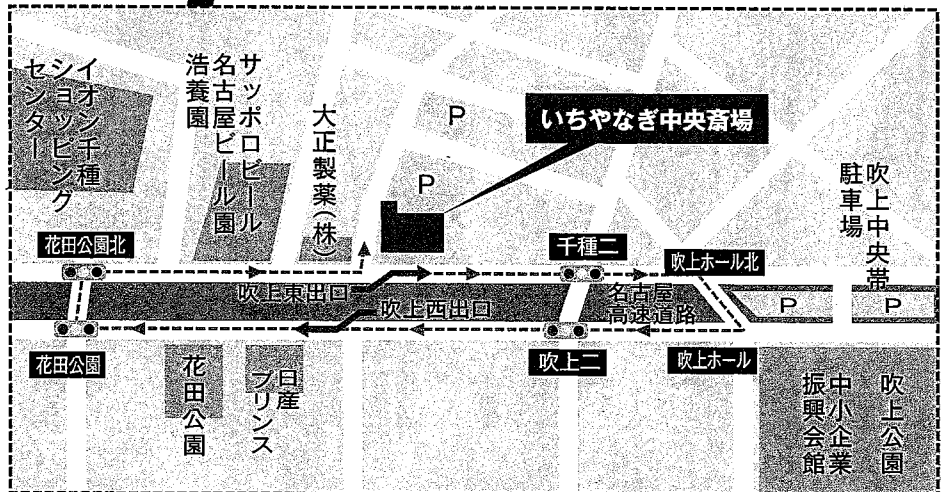 イオン千種
ショッピング
センター
サッポロビール
名古屋ビール園
浩養園
大正製薬(株)
P
P
いちやなぎ中央斎場
吹上中央帯
駐車場
花田公園北
千種二
吹上ホール北
吹上東出口
吹上西出口
名古屋
高速道路
P
P
花田公園
吹上二
吹上ホール
花田公園
日産
プリンス
吹上公園
中小企業
振興会館